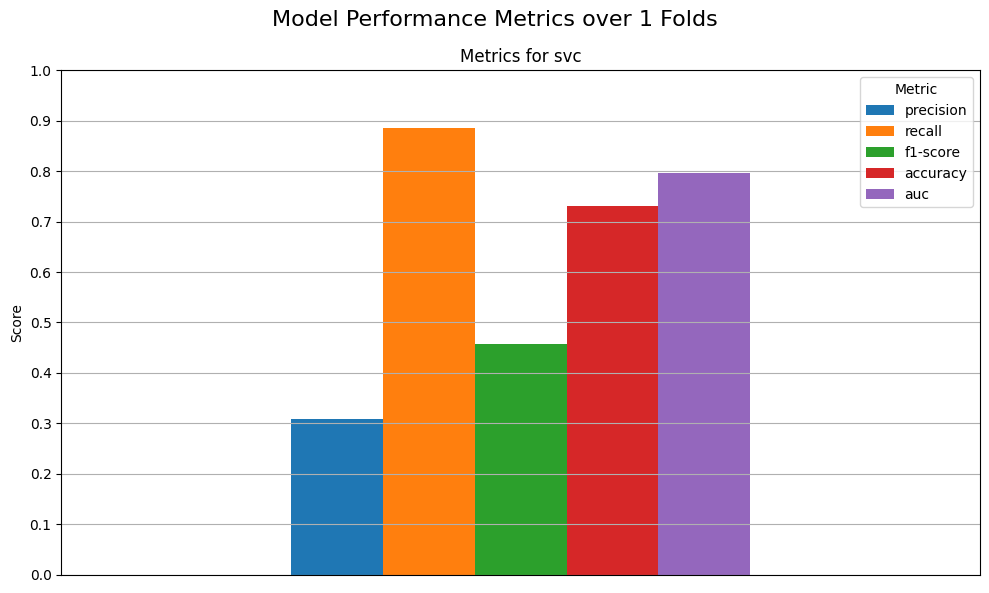 Model Performance Metrics over 1 Folds
Metrics for svc
Metric
precision
recall
f1-score
accuracy
auc
Score
1.0
0.9
0.8
0.7
0.6
0.5
0.4
0.3
0.2
0.1
0.0